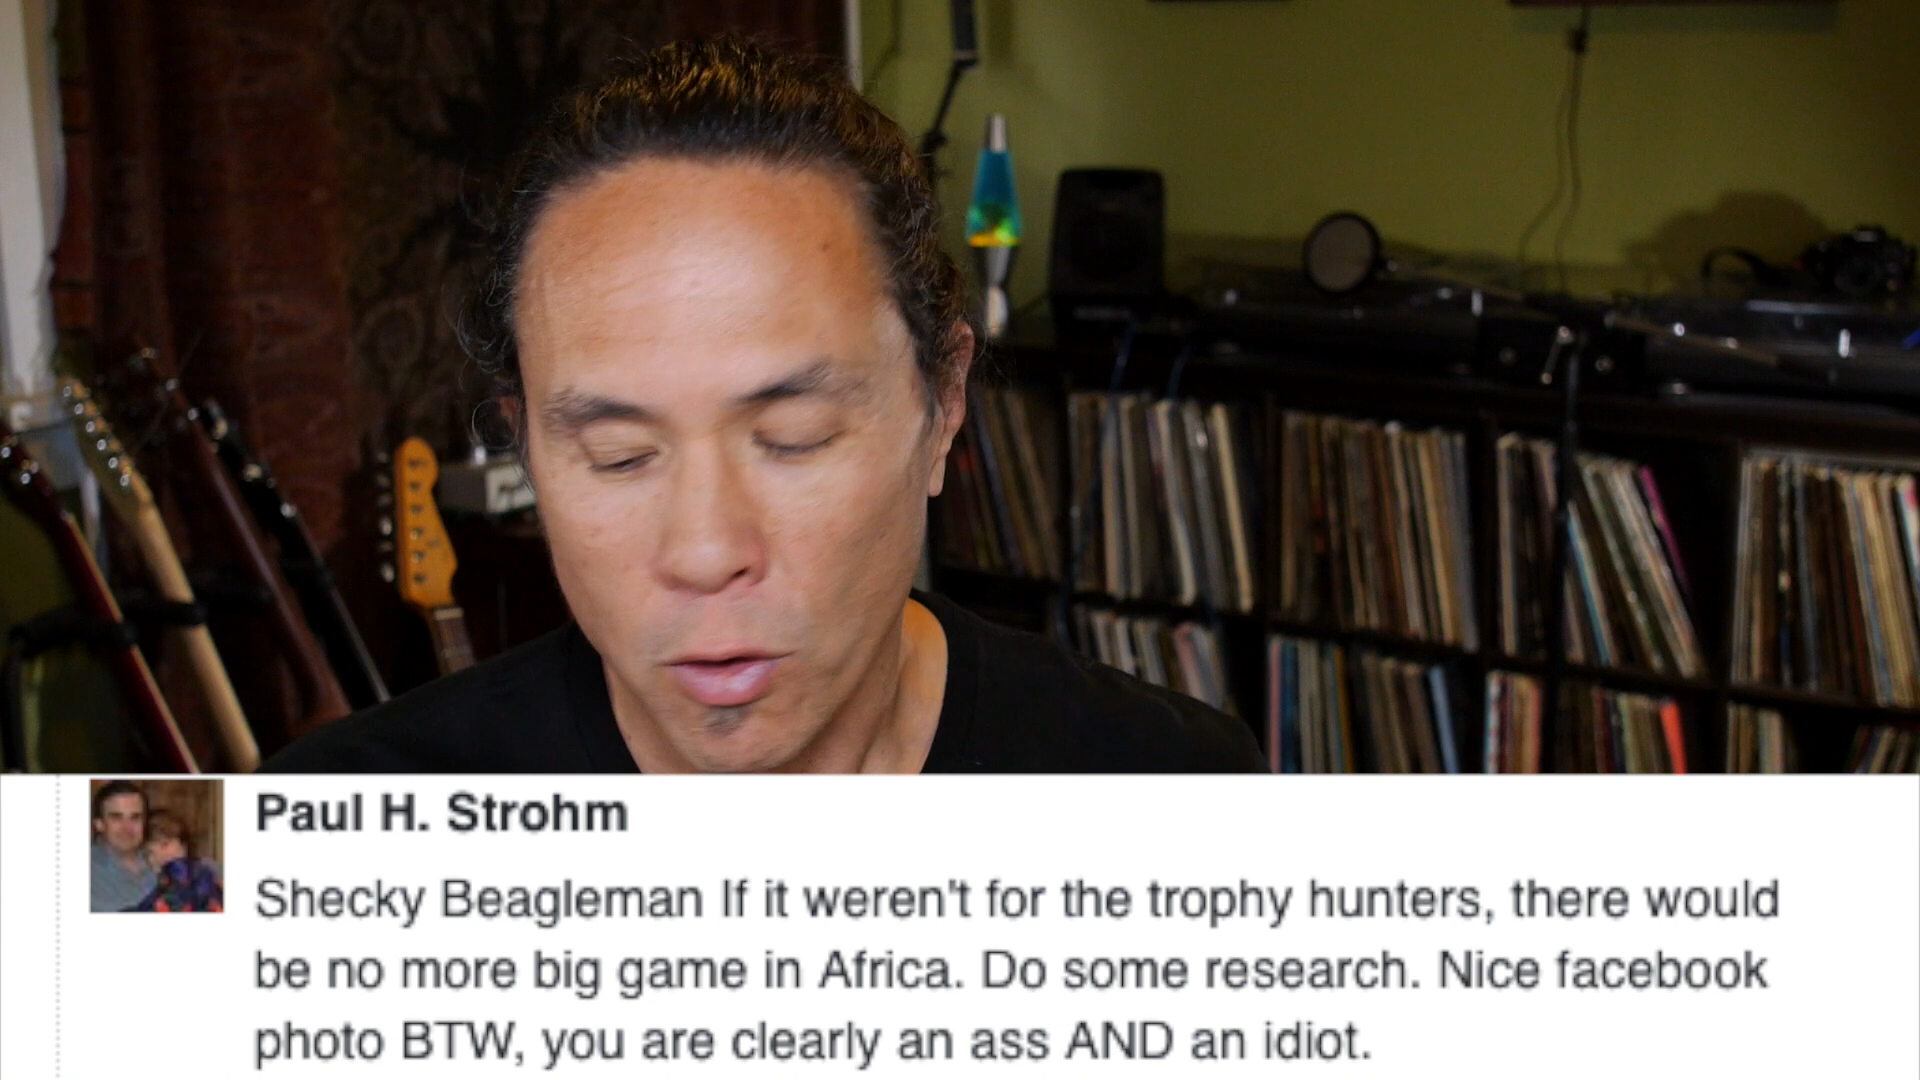 Paul H. Strohm
Shecky Beagleman If it weren't for the trophy hunters, there would
be no more big game in Africa. Do some research. Nice facebook
photo BTW, you are clearly an ass AND an idiot.